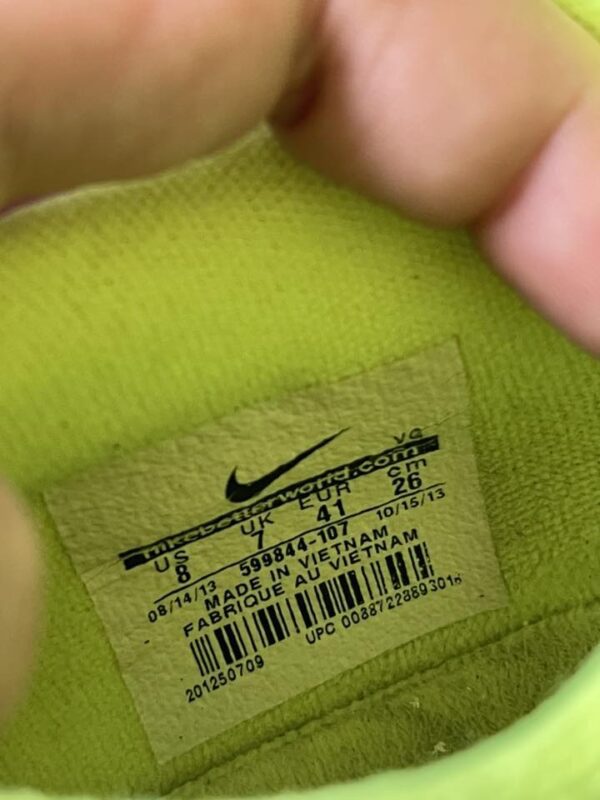 VG
nikebetterworld.com
US UK EUR cm
8 7 41 26
599844-107
08/14/13 10/15/13
MADE IN VIETNAM
FABRIQUE AU VIETNAM
201250709 UPC